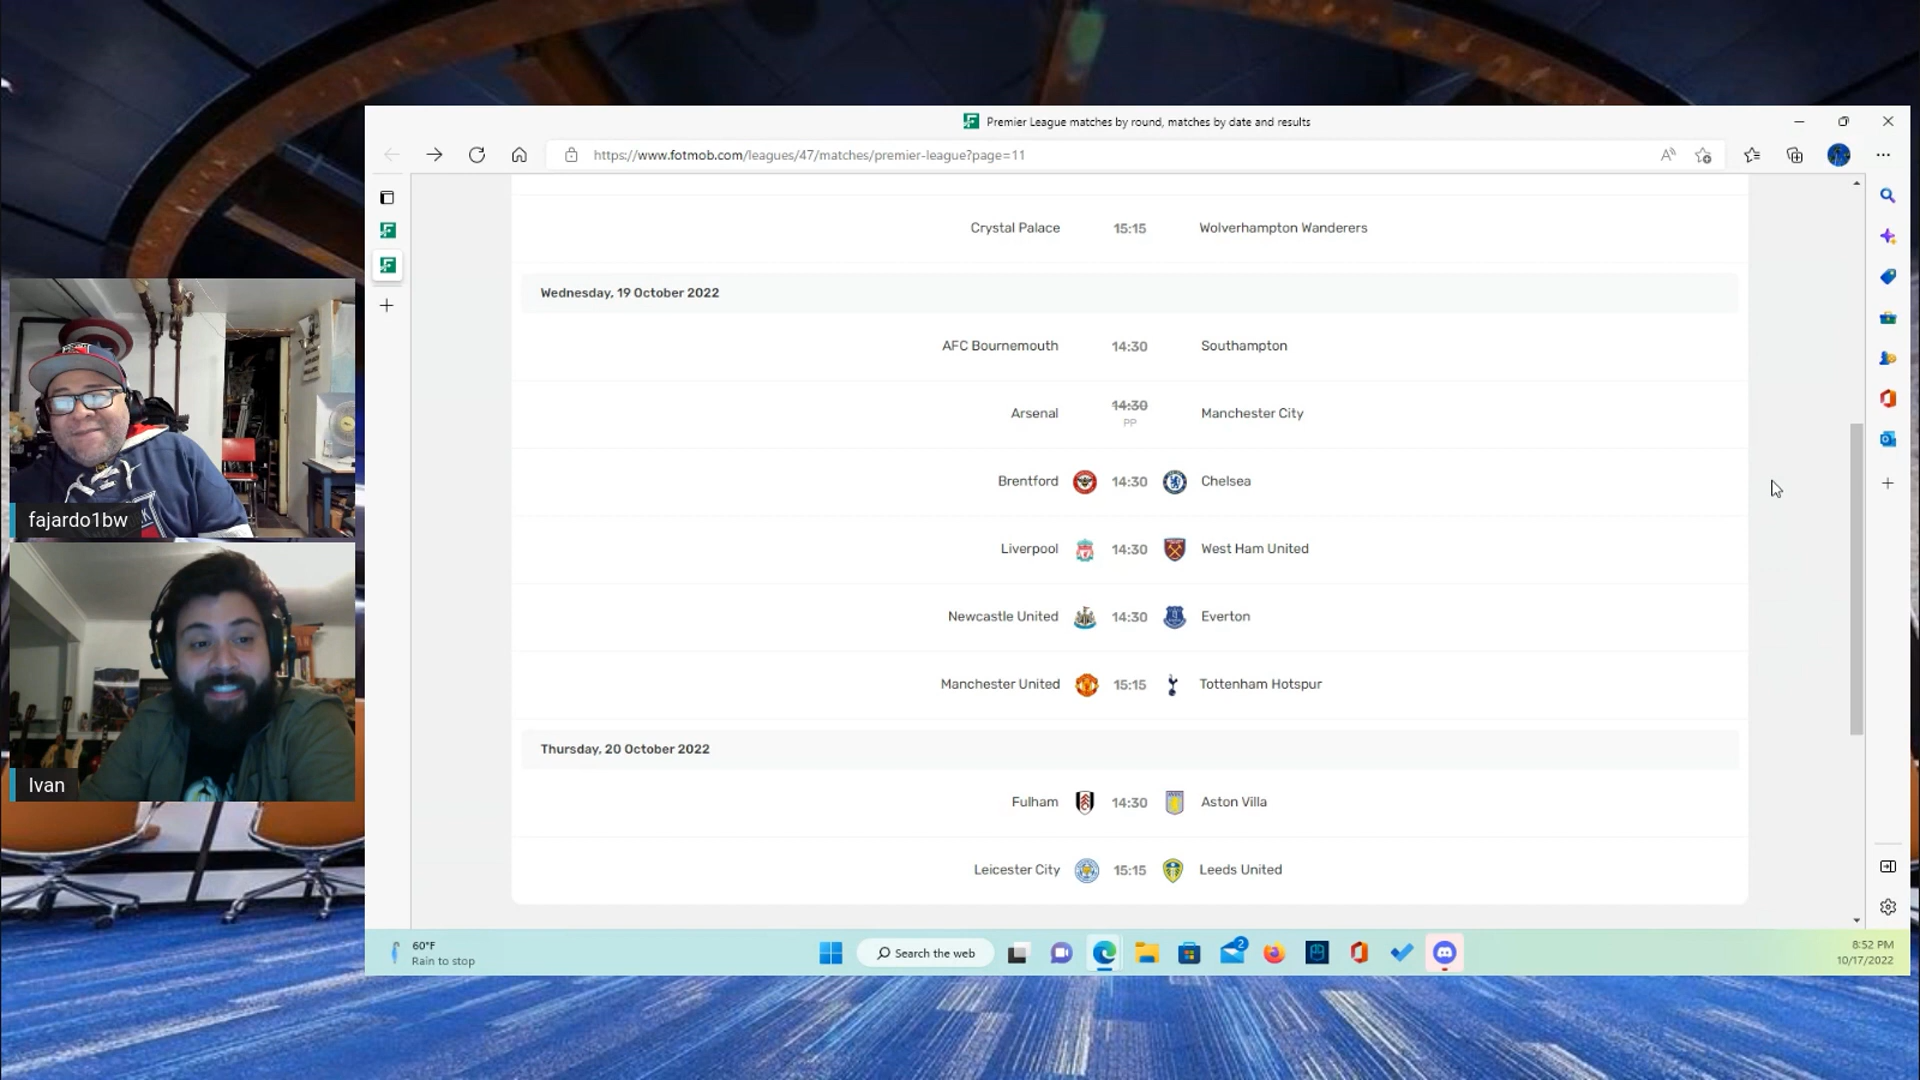 Premier League matches by round, matches by date and results
https://www.fotmob.com/leagues/47/matches/premier-league?page=11
Crystal Palace 15:15 Wolverhampton Wanderers
Wednesday, 19 October 2022
AFC Bournemouth 14:30 Southampton
Arsenal 14:30 Manchester City
PP
Brentford 14:30 Chelsea
Liverpool 14:30 West Ham United
Newcastle United 14:30 Everton
Manchester United 15:15 Tottenham Hotspur
Thursday, 20 October 2022
Fulham 14:30 Aston Villa
Leicester City 15:15 Leeds United
fajardo1bw
Ivan
60°F
Rain to stop
Search the web
2
8:52 PM
10/17/2022